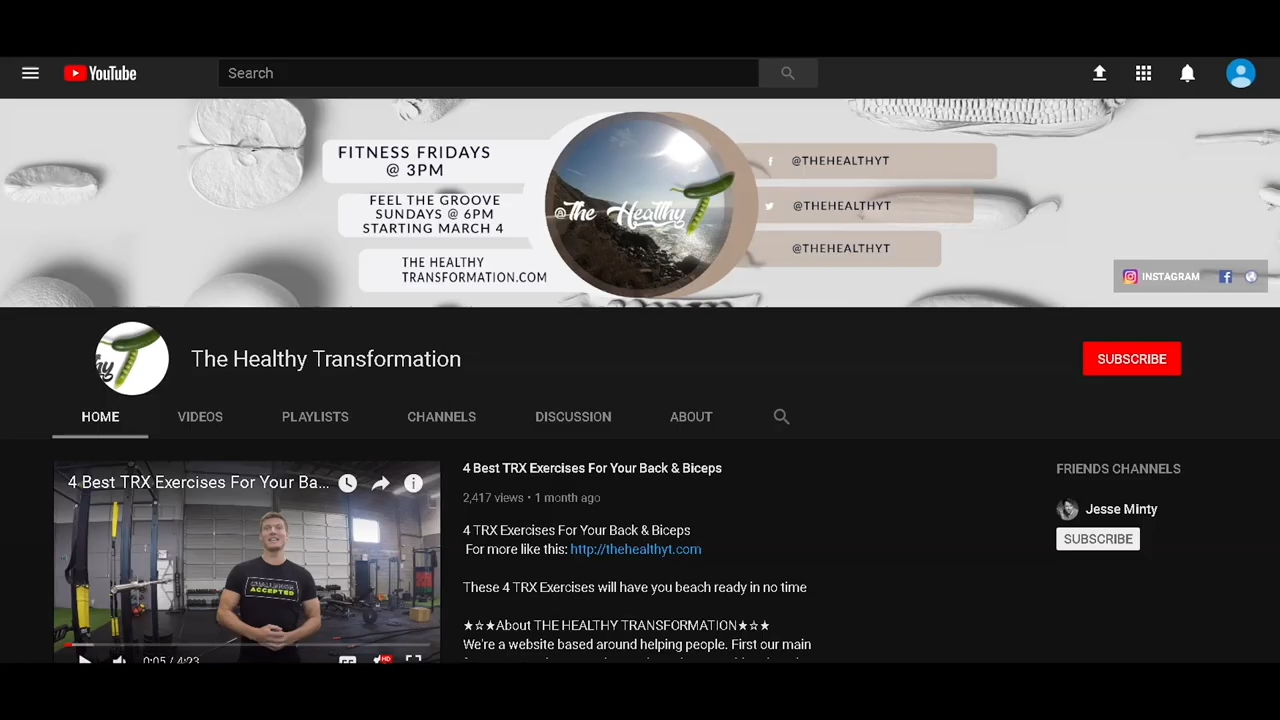 YouTube
Search
FITNESS FRIDAYS
@ 3PM
FEEL THE GROOVE
SUNDAYS @ 6PM
STARTING MARCH 4
THE HEALTHY
TRANSFORMATION.COM
@The Healthy T
@THEHEALTHYT
@THEHEALTHYT
@THEHEALTHYT
INSTAGRAM
hy T
The Healthy Transformation
SUBSCRIBE
HOME VIDEOS PLAYLISTS CHANNELS DISCUSSION ABOUT
4 Best TRX Exercises For Your Ba...
CHALLENGE
ACCEPTED
0:05 / 4:23
CC HD
4 Best TRX Exercises For Your Back & Biceps
2,417 views • 1 month ago
4 TRX Exercises For Your Back & Biceps
For more like this: http://thehealthyt.com
These 4 TRX Exercises will have you beach ready in no time
★☆★About THE HEALTHY TRANSFORMATION★☆★
We're a website based around helping people. First our main
FRIENDS CHANNELS
Jesse Minty
SUBSCRIBE